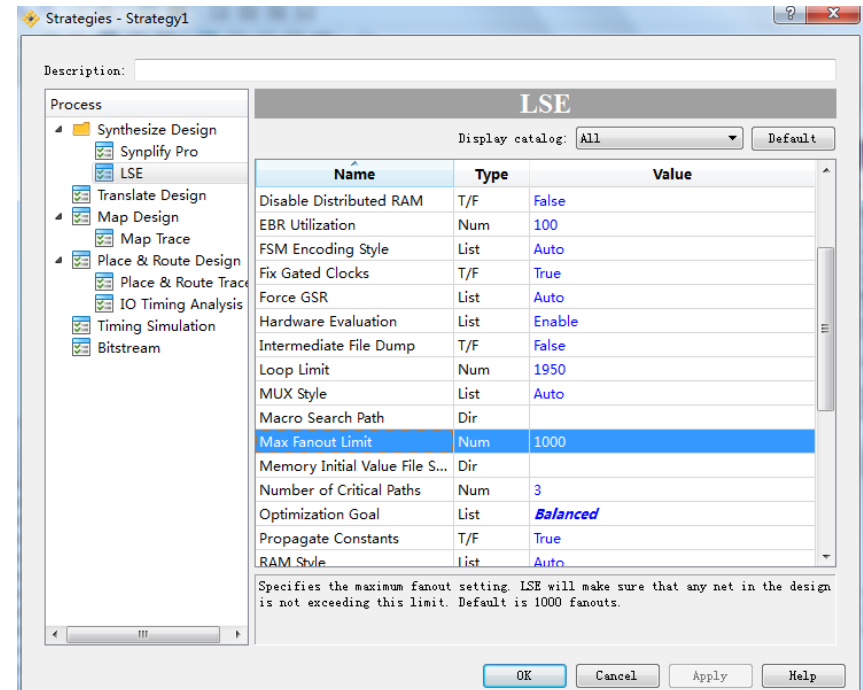 Strategies - Strategy1
Description:
Process
Synthesize Design
Synplify Pro
LSE
Translate Design
Map Design
Map Trace
Place & Route Design
Place & Route Trace
IO Timing Analysis
Timing Simulation
Bitstream
LSE
Display catalog: All Default
Name Type Value
Disable Distributed RAM T/F False
EBR Utilization Num 100
FSM Encoding Style List Auto
Fix Gated Clocks T/F True
Force GSR List Auto
Hardware Evaluation List Enable
Intermediate File Dump T/F False
Loop Limit Num 1950
MUX Style List Auto
Macro Search Path Dir
Max Fanout Limit Num 1000
Memory Initial Value File S... Dir
Number of Critical Paths Num 3
Optimization Goal List Balanced
Propagate Constants T/F True
RAM Style List Auto
Specifies the maximum fanout setting. LSE will make sure that any net in the design
is not exceeding this limit. Default is 1000 fanouts.
OK Cancel Apply Help